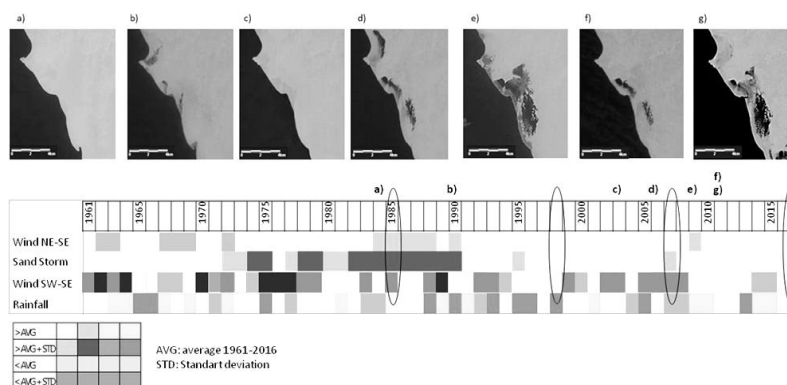 a) b) c) d) e) f) g)
f)
a) b) c) d) e) g)
1961 1965 1970 1975 1980 1985 1990 1995 2000 2005 2010 2015
Wind NE-SE
Sand Storm
Wind SW-SE
Rainfall
>AVG
>AVG+STD
<AVG
<AVG+STD
AVG: average 1961-2016
STD: Standart deviation